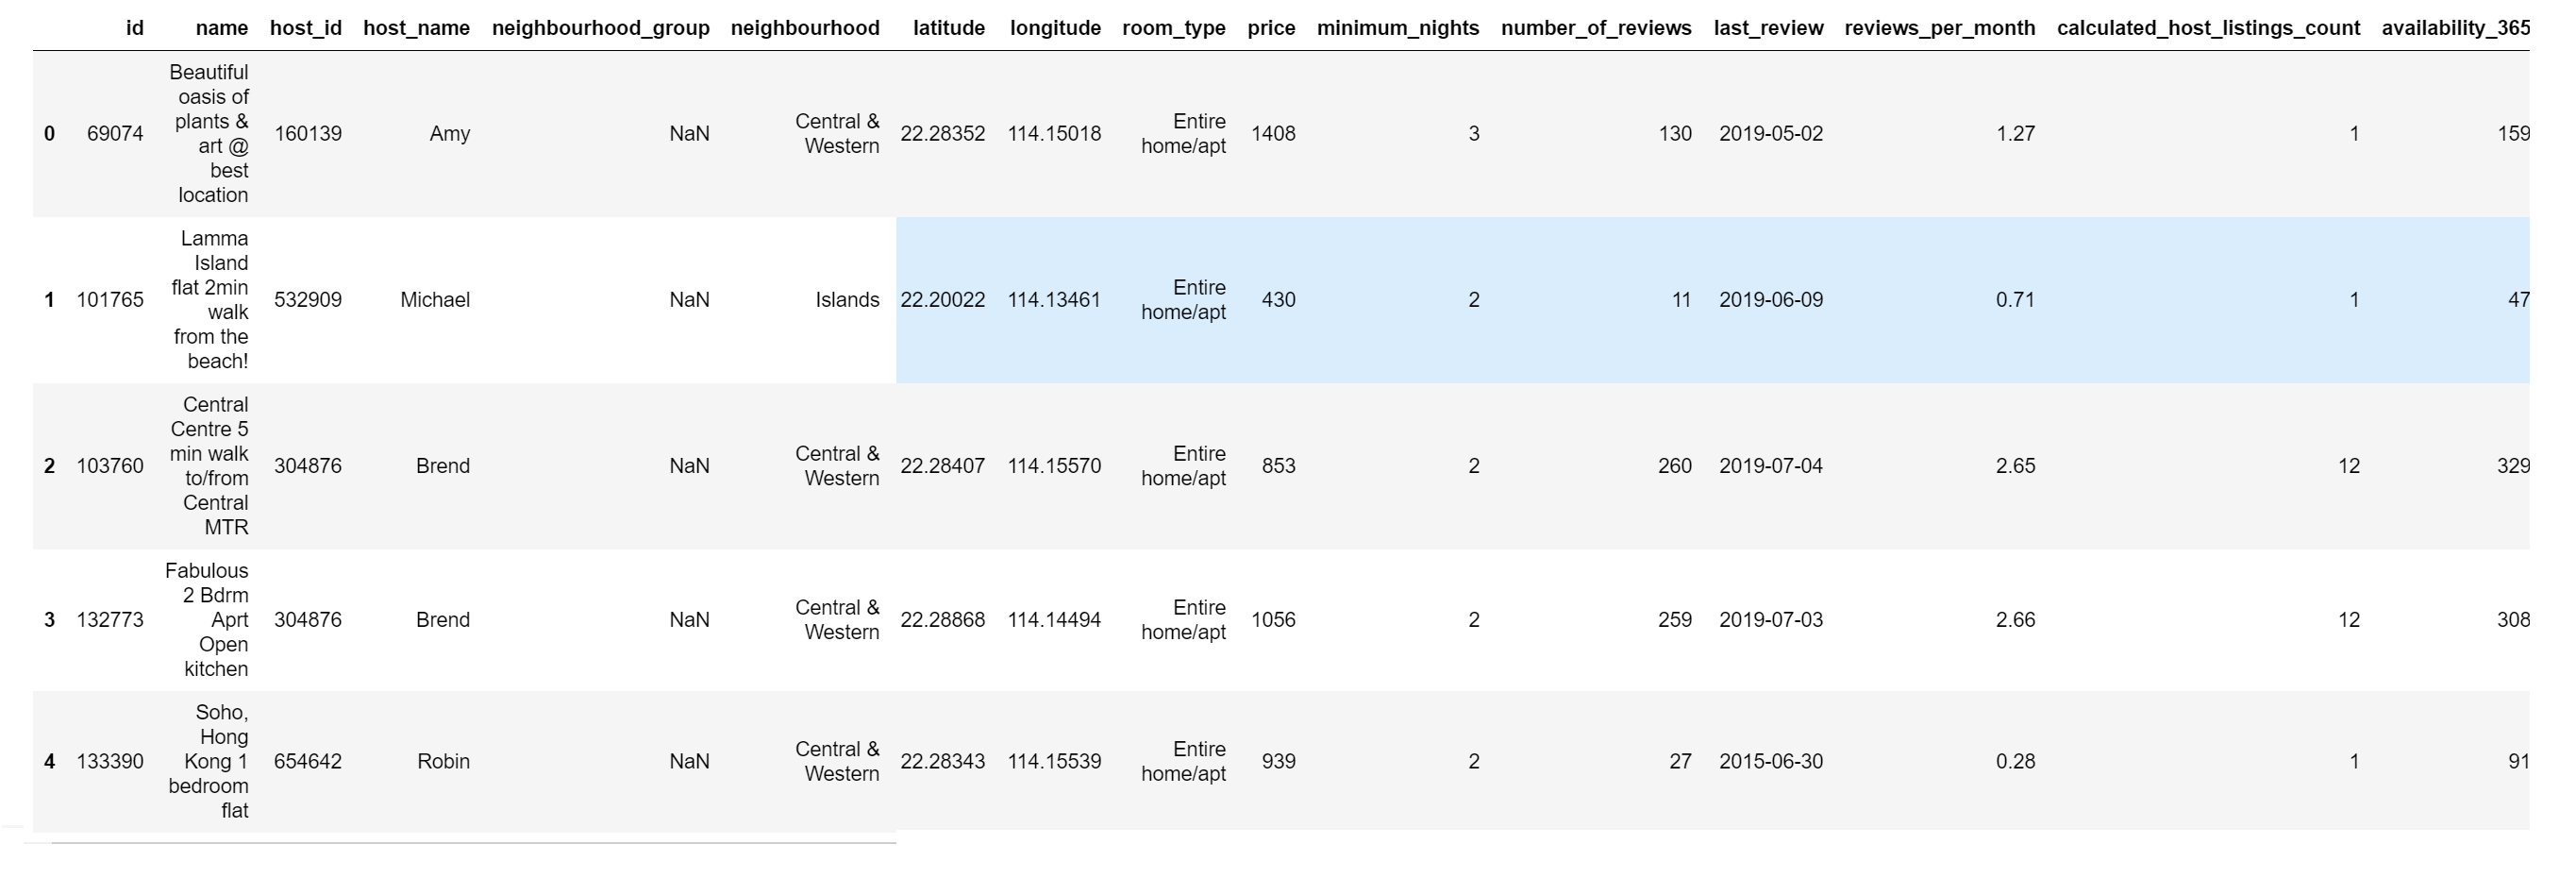 id name host_id host_name neighbourhood_group neighbourhood latitude longitude room_type price minimum_nights number_of_reviews last_review reviews_per_month calculated_host_listings_count availability_365
0 69074 Beautiful oasis of plants & art @ best location 160139 Amy NaN Central & Western 22.28352 114.15018 Entire home/apt 1408 3 130 2019-05-02 1.27 1 159
1 101765 Lamma Island flat 2min walk from the beach! 532909 Michael NaN Islands 22.20022 114.13461 Entire home/apt 430 2 11 2019-06-09 0.71 1 47
2 103760 Central Centre 5 min walk to/from Central MTR 304876 Brend NaN Central & Western 22.28407 114.15570 Entire home/apt 853 2 260 2019-07-04 2.65 12 329
3 132773 Fabulous 2 Bdrm Aprt Open kitchen 304876 Brend NaN Central & Western 22.28868 114.14494 Entire home/apt 1056 2 259 2019-07-03 2.66 12 308
4 133390 Soho, Hong Kong 1 bedroom flat 654642 Robin NaN Central & Western 22.28343 114.15539 Entire home/apt 939 2 27 2015-06-30 0.28 1 91